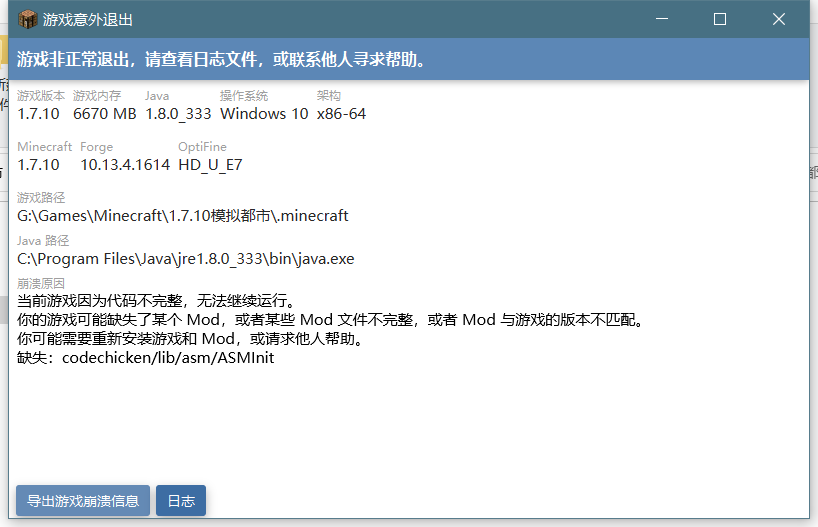 游戏意外退出
游戏非正常退出，请查看日志文件，或联系他人寻求帮助。
游戏版本 游戏内存 Java 操作系统 架构
1.7.10 6670 MB 1.8.0_333 Windows 10 x86-64
Minecraft Forge OptiFine
1.7.10 10.13.4.1614 HD_U_E7
游戏路径
G:\Games\Minecraft\1.7.10模拟都市\.minecraft
Java 路径
C:\Program Files\Java\jre1.8.0_333\bin\java.exe
崩溃原因
当前游戏因为代码不完整，无法继续运行。
你的游戏可能缺失了某个 Mod，或者某些 Mod 文件不完整，或者 Mod 与游戏的版本不匹配。
你可能需要重新安装游戏和 Mod，或请求他人帮助。
缺失：codechicken/lib/asm/ASMInit
导出游戏崩溃信息 日志